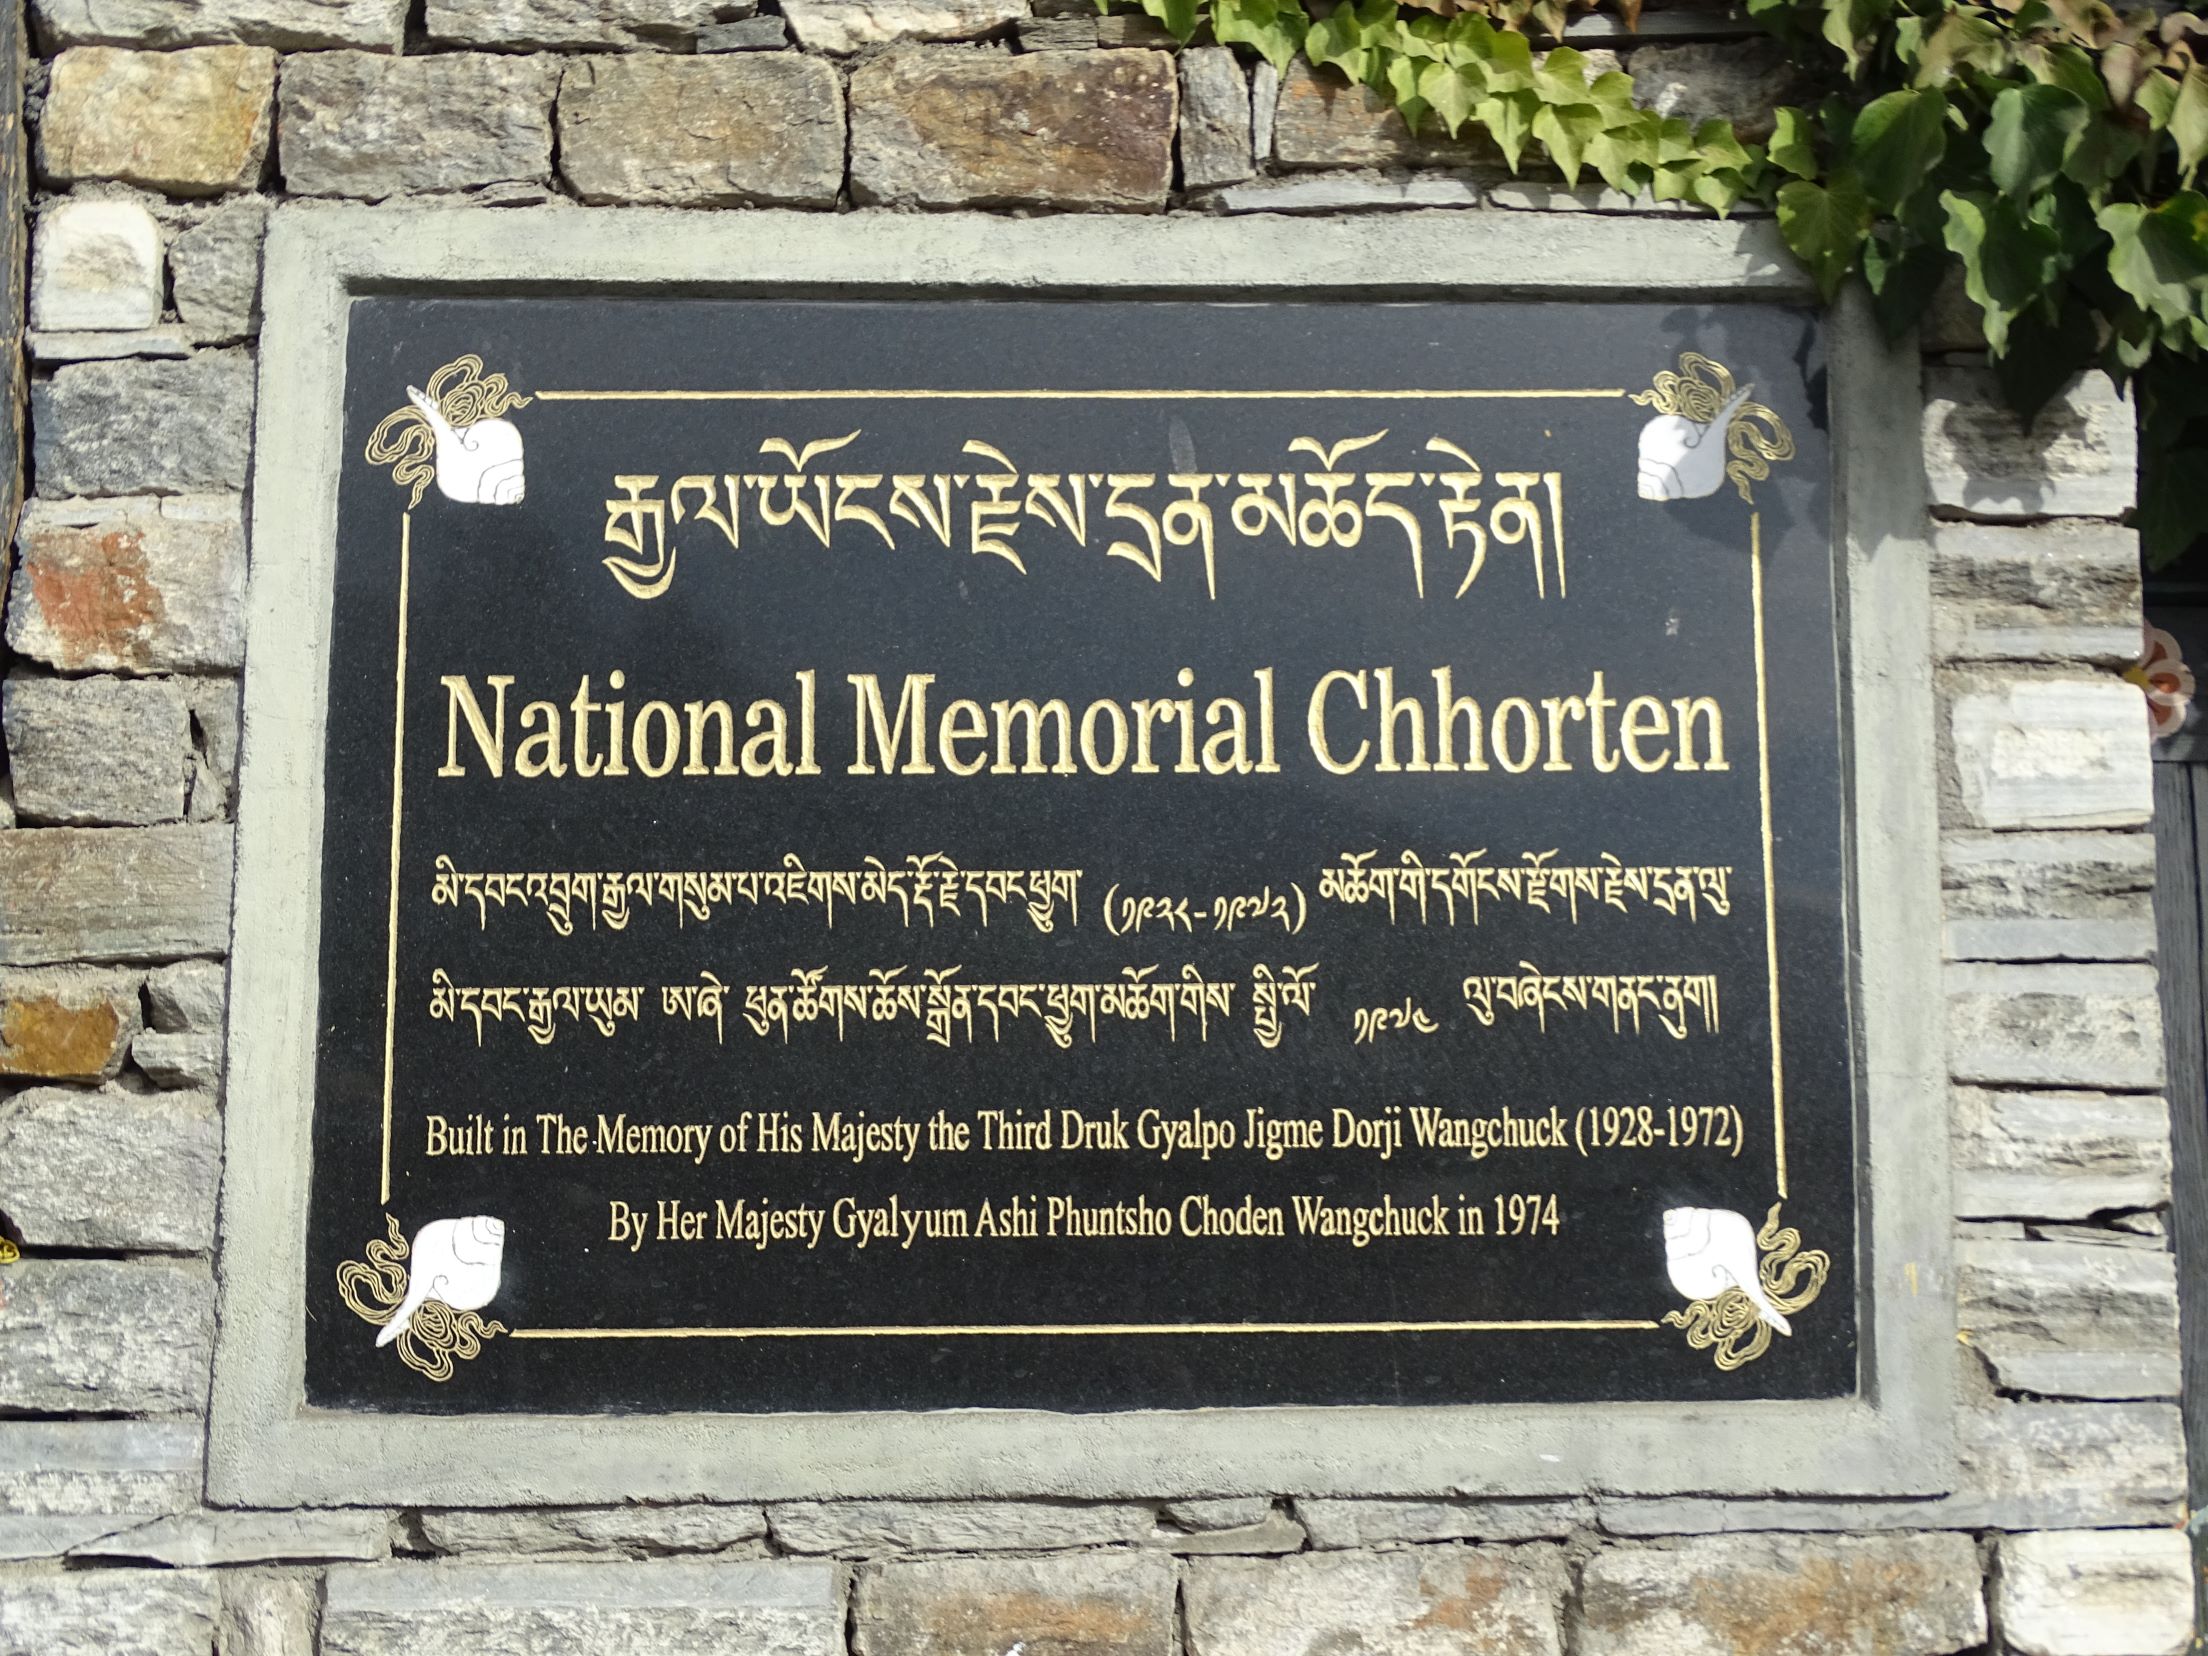 རྒྱལ་ཡོངས་རྗེས་དྲན་མཆོད་རྟེན།
National Memorial Chhorten
མི་དབང་འབྲུག་རྒྱལ་གསུམ་པ་འཇིགས་མེད་རྡོ་རྗེ་དབང་ཕྱུག་ (༡༩༢༨-༡༩༧༢) མཆོག་གི་དགོངས་རྫོགས་རྗེས་དྲན་ལུ་
མི་དབང་རྒྱལ་ཡུམ་ ཨ་ཞེ་ ཕུན་ཚོགས་ཆོས་སྒྲོན་དབང་ཕྱུག་མཆོག་གིས་ སྤྱི་ལོ་ ༡༩༧༤ ལུ་བཞེངས་གནང་ནུག།
Built in The Memory of His Majesty the Third Druk Gyalpo Jigme Dorji Wangchuck (1928-1972)
By Her Majesty Gyalyum Ashi Phuntsho Choden Wangchuck in 1974